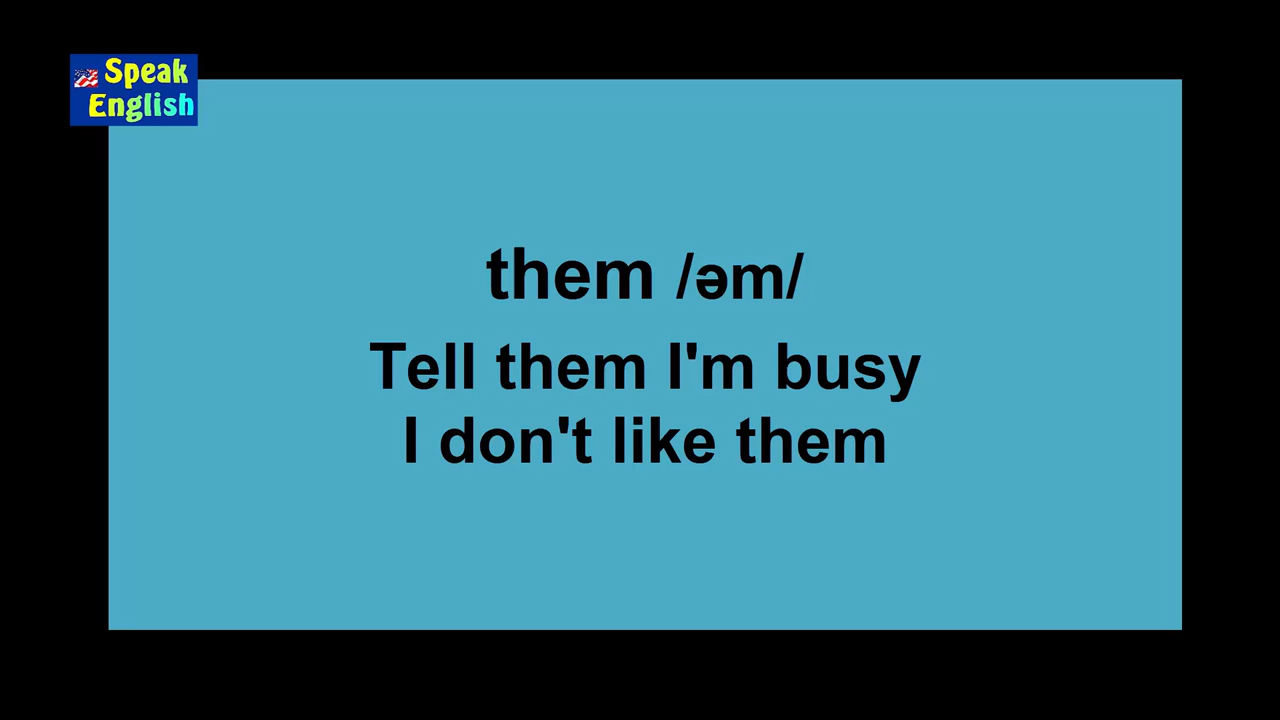 Speak
English
them /əm/
Tell them I'm busy
I don't like them